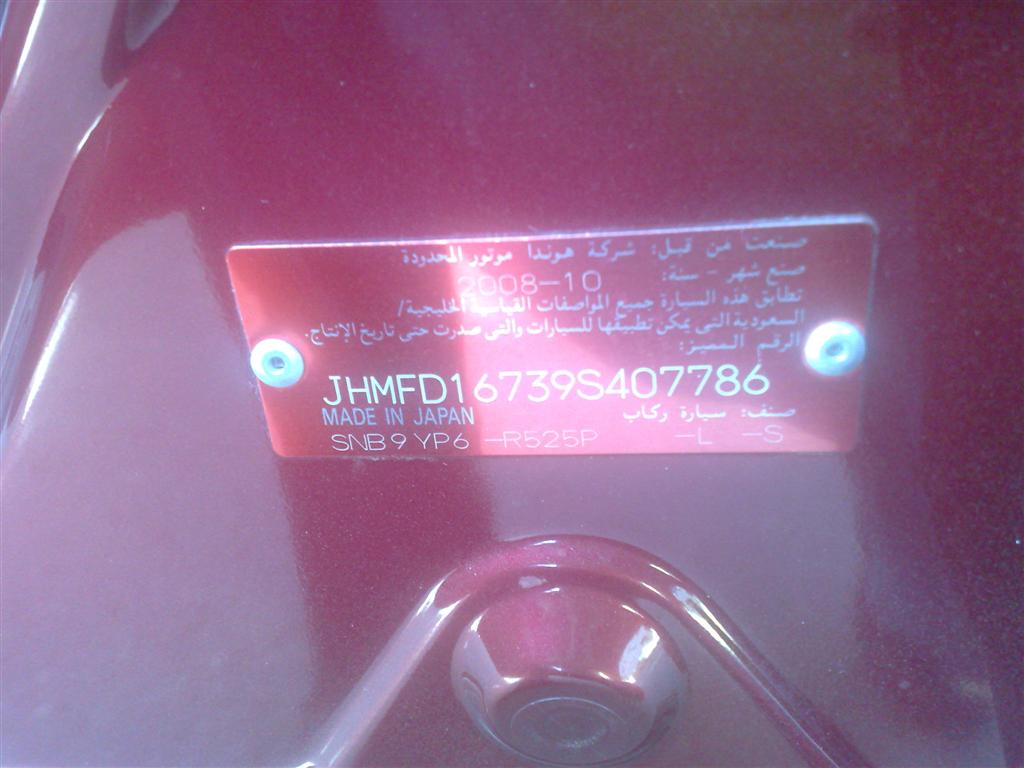 صنعت من قبل: شركة هوندا موتور المحدودة
صنع شهر - سنة: 2008-10
تطابق هذه السيارة جميع المواصفات القياسية الخليجية/
السعودية التي يمكن تطبيقها للسيارات والتي صدرت حتى تاريخ الإنتاج.
الرقم المميز:
JHMFD16739S407786
MADE IN JAPAN صنف: سيارة ركاب
SNB9 YP6 -R525P -L -S